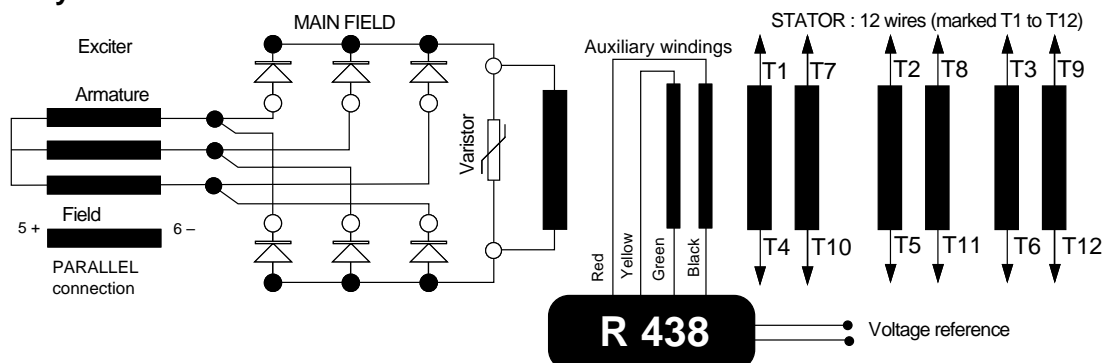 MAIN FIELD
STATOR : 12 wires (marked T1 to T12)
Exciter
Auxiliary windings
T1 T7 T2 T8 T3 T9
Armature
Varistor
Field
5 + 6 –
T4 T10 T5 T11 T6 T12
PARALLEL
connection
Red
Yellow
Green
Black
R 438
Voltage reference